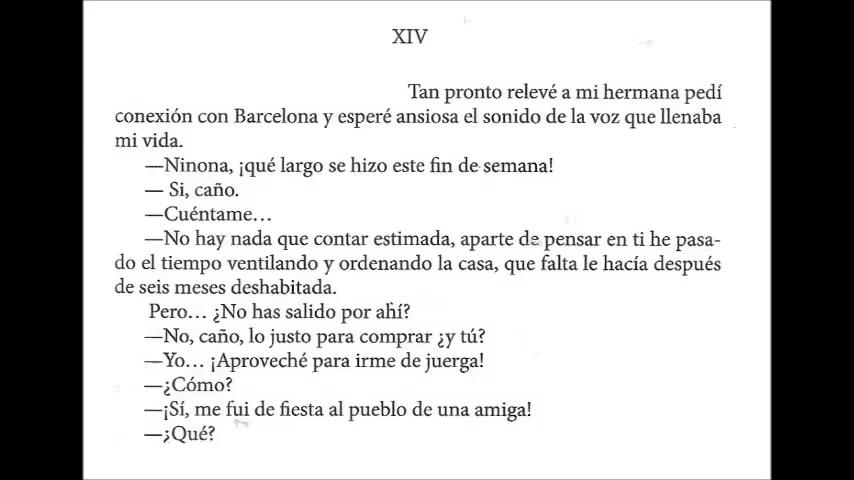 XIV
Tan pronto relevé a mi hermana pedí
conexión con Barcelona y esperé ansiosa el sonido de la voz que llenaba
mi vida.
—Ninona, ¡qué largo se hizo este fin de semana!
— Si, caño.
—Cuéntame…
—No hay nada que contar estimada, aparte de pensar en ti he pasa-
do el tiempo ventilando y ordenando la casa, que falta le hacía después
de seis meses deshabitada.
Pero… ¿No has salido por ahí?
—No, caño, lo justo para comprar ¿y tú?
—Yo… ¡Aproveché para irme de juerga!
—¿Cómo?
—¡Sí, me fui de fiesta al pueblo de una amiga!
—¿Qué?